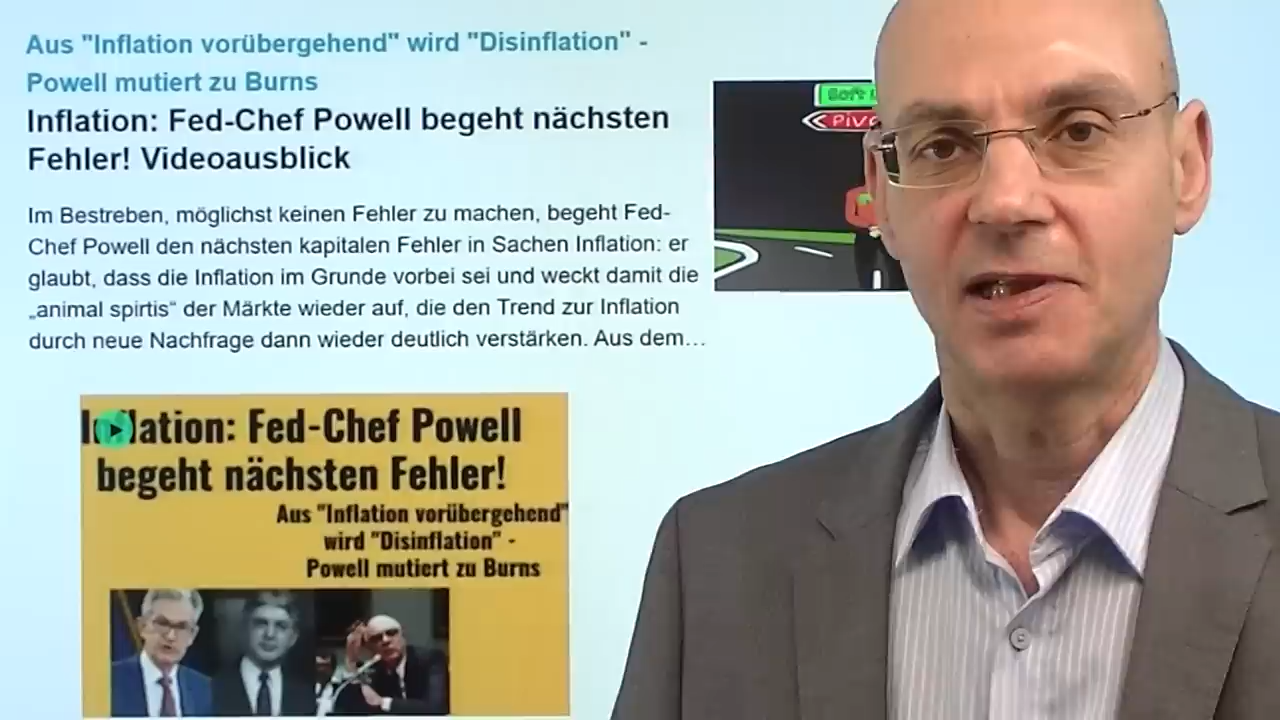 Aus "Inflation vorübergehend" wird "Disinflation" -
Powell mutiert zu Burns
Inflation: Fed-Chef Powell begeht nächsten
Fehler! Videoausblick
Im Bestreben, möglichst keinen Fehler zu machen, begeht Fed-
Chef Powell den nächsten kapitalen Fehler in Sachen Inflation: er
glaubt, dass die Inflation im Grunde vorbei sei und weckt damit die
„animal spirtis“ der Märkte wieder auf, die den Trend zur Inflation
durch neue Nachfrage dann wieder deutlich verstärken. Aus dem...
Soft
Inflation: Fed-Chef Powell
begeht nächsten Fehler!
Aus "Inflation vorübergehend"
wird "Disinflation" -
Powell mutiert zu Burns